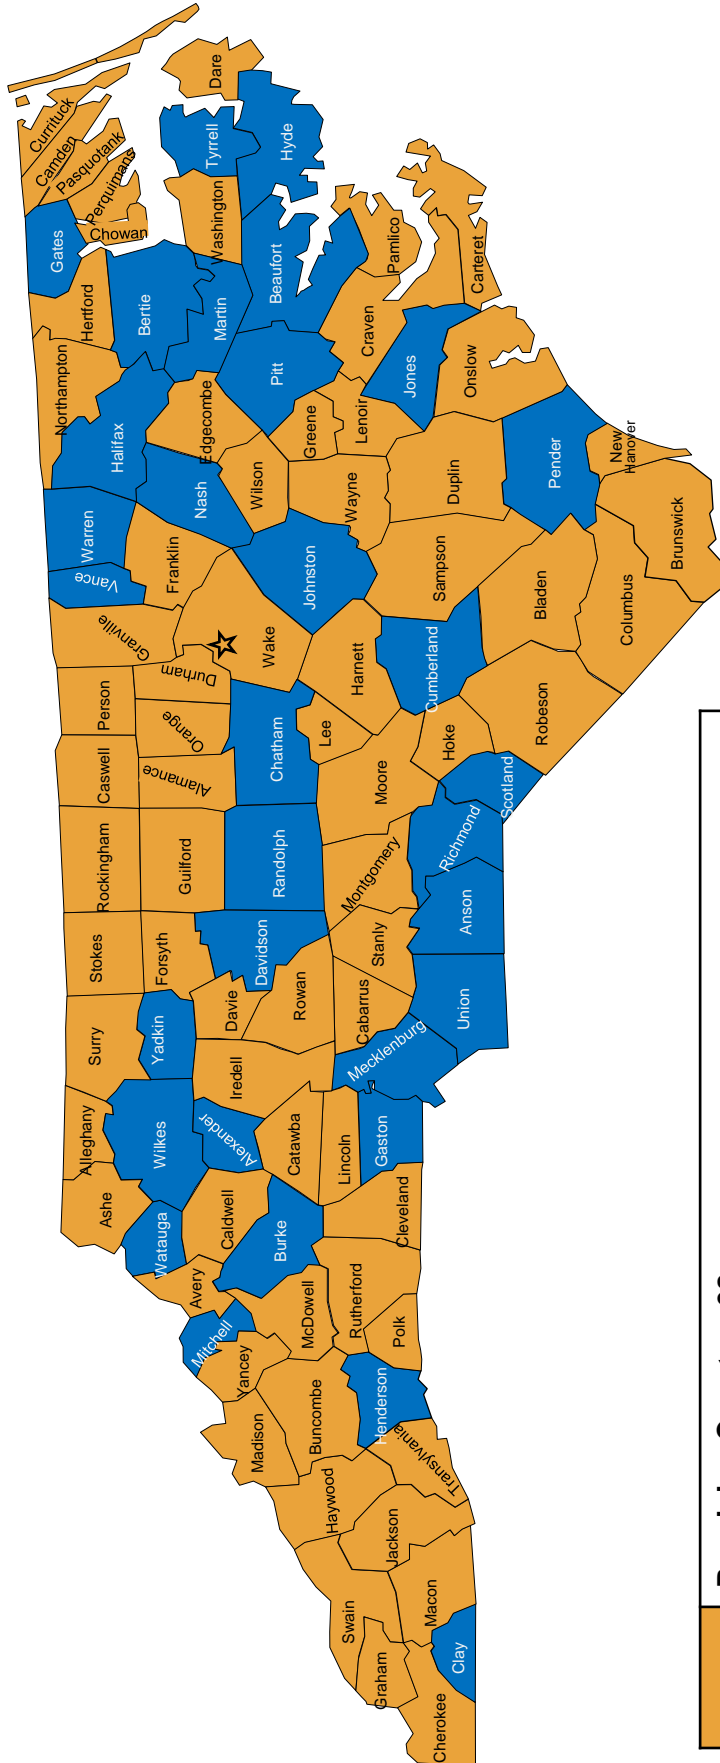 Cherokee
Graham
Clay
Swain
Macon
Jackson
Haywood
Transylvania
Madison
Buncombe
Henderson
Yancey
Mitchell
McDowell
Polk
Rutherford
Avery
Watauga
Burke
Caldwell
Cleveland
Ashe
Alleghany
Wilkes
Alexander
Catawba
Lincoln
Gaston
Surry
Yadkin
Iredell
Mecklenburg
Davie
Rowan
Cabarrus
Union
Stokes
Forsyth
Davidson
Stanly
Anson
Rockingham
Guilford
Randolph
Montgomery
Richmond
Scotland
Caswell
Alamance
Chatham
Moore
Hoke
Person
Orange
Durham
Lee
Robeson
Granville
Wake
Harnett
Cumberland
Vance
Warren
Franklin
Johnston
Sampson
Bladen
Columbus
Brunswick
Halifax
Nash
Wilson
Wayne
Duplin
Pender
New
Hanover
Northampton
Edgecombe
Greene
Lenoir
Jones
Onslow
Hertford
Bertie
Martin
Pitt
Craven
Gates
Chowan
Washington
Beaufort
Pamlico
Carteret
Perquimans
Pasquotank
Camden
Currituck
Tyrrell
Hyde
Dare